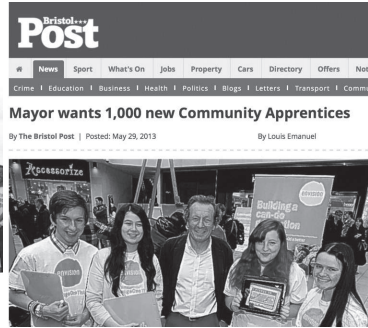 Bristol
Post
News Sport What's On Jobs Property Cars Directory Offers Not
Crime I Education I Business I Health I Politics I Blogs I Letters I Transport I Commu
Mayor wants 1,000 new Community Apprentices
By The Bristol Post | Posted: May 29, 2013 By Louis Emanuel
Accessorize
Building a
can-do